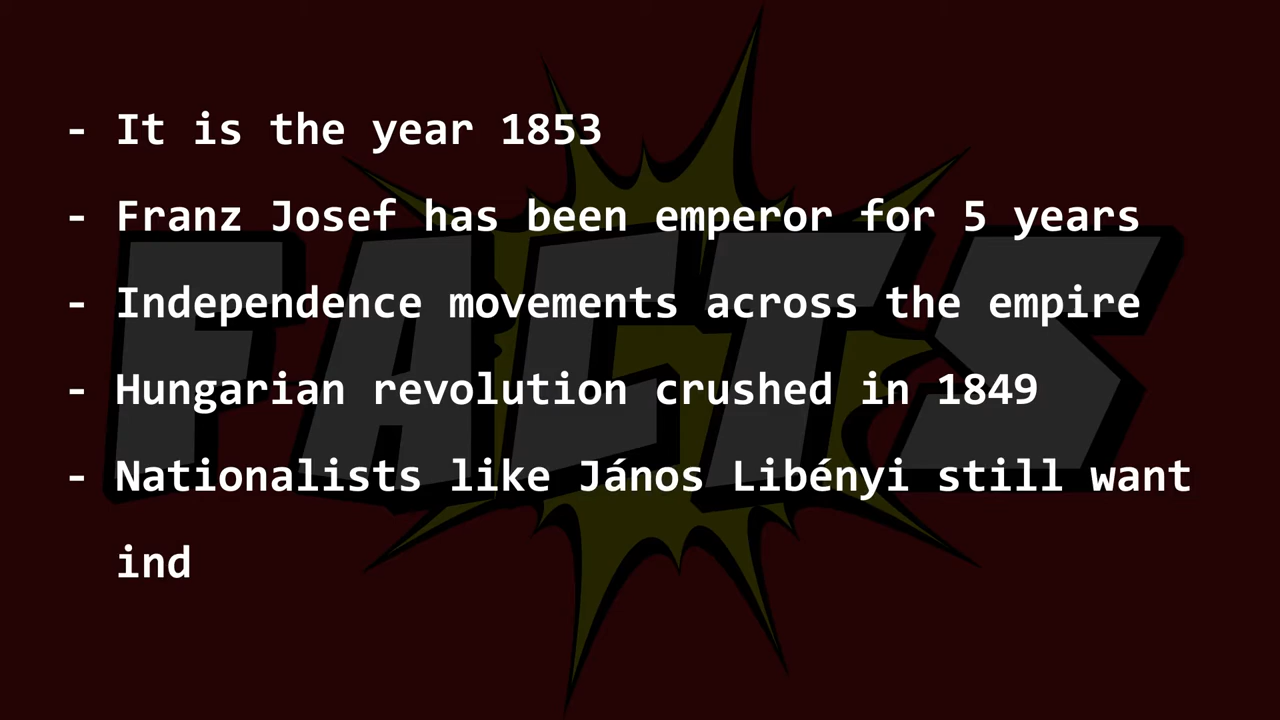 - It is the year 1853
- Franz Josef has been emperor for 5 years
- Independence movements across the empire
- Hungarian revolution crushed in 1849
- Nationalists like János Libényi still want
ind
FACTS